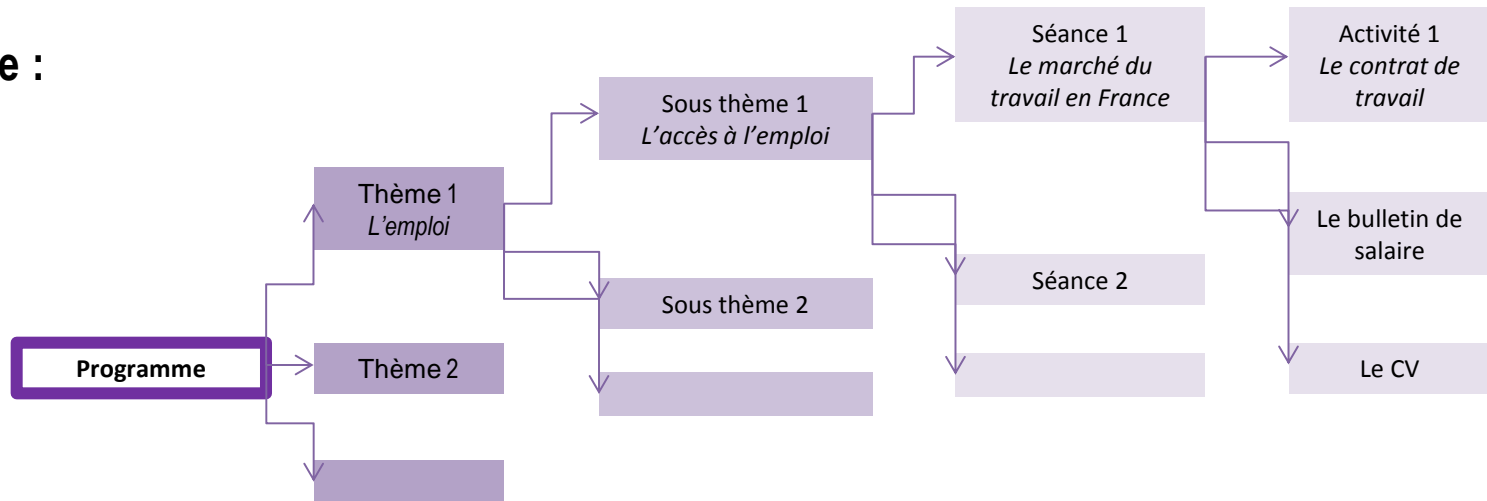 e :
Programme
Thème 1
L'emploi
Thème 2
Sous thème 1
L'accès à l'emploi
Sous thème 2
Séance 1
Le marché du
travail en France
Séance 2
Activité 1
Le contrat de
travail
Le bulletin de
salaire
Le CV